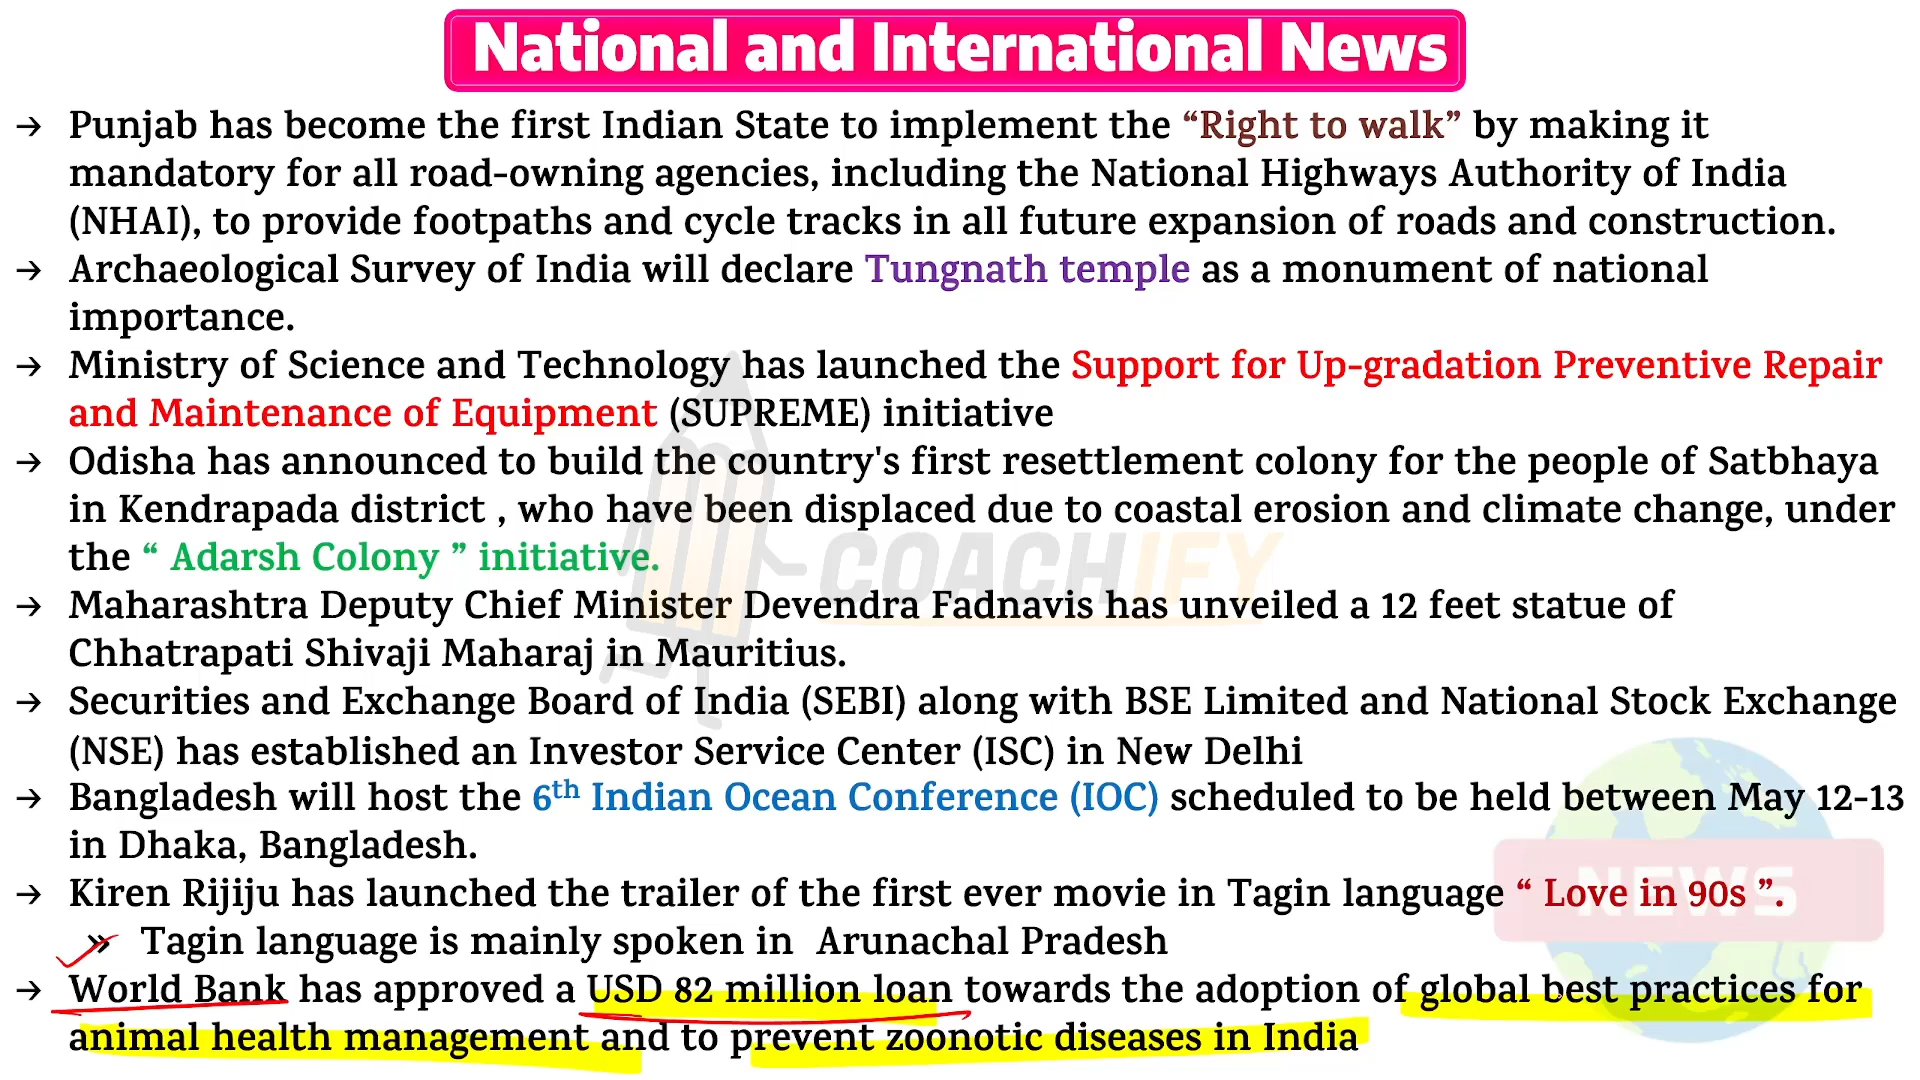 National and International News
→ Punjab has become the first Indian State to implement the “Right to walk” by making it
mandatory for all road-owning agencies, including the National Highways Authority of India
(NHAI), to provide footpaths and cycle tracks in all future expansion of roads and construction.
→ Archaeological Survey of India will declare Tungnath temple as a monument of national
importance.
→ Ministry of Science and Technology has launched the Support for Up-gradation Preventive Repair
and Maintenance of Equipment (SUPREME) initiative
→ Odisha has announced to build the country's first resettlement colony for the people of Satbhaya
in Kendrapada district , who have been displaced due to coastal erosion and climate change, under
the “ Adarsh Colony ” initiative.
COACHIFY
→ Maharashtra Deputy Chief Minister Devendra Fadnavis has unveiled a 12 feet statue of
Chhatrapati Shivaji Maharaj in Mauritius.
→ Securities and Exchange Board of India (SEBI) along with BSE Limited and National Stock Exchange
(NSE) has established an Investor Service Center (ISC) in New Delhi
→ Bangladesh will host the 6th Indian Ocean Conference (IOC) scheduled to be held between May 12-13
in Dhaka, Bangladesh.
→ Kiren Rijiju has launched the trailer of the first ever movie in Tagin language “ Love in 90s ”.
NEWS
» Tagin language is mainly spoken in Arunachal Pradesh
→ World Bank has approved a USD 82 million loan towards the adoption of global best practices for
animal health management and to prevent zoonotic diseases in India